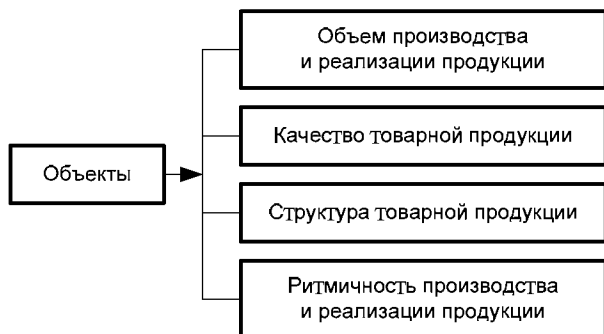 Объем производства
и реализации продукции
Качество товарной продукции
Объекты
Структура товарной продукции
Ритмичность производства
и реализации продукции